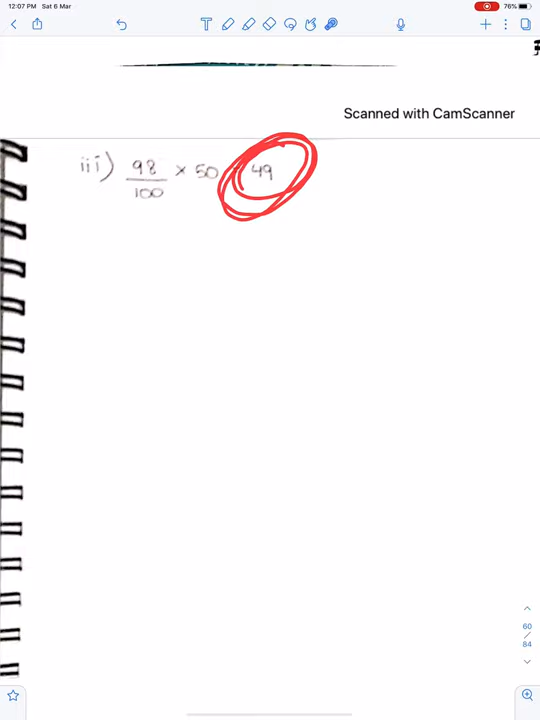 12:07 PM Sat 6 Mar 76%
Scanned with CamScanner
iii) 98/100 × 50 49
60
/
84